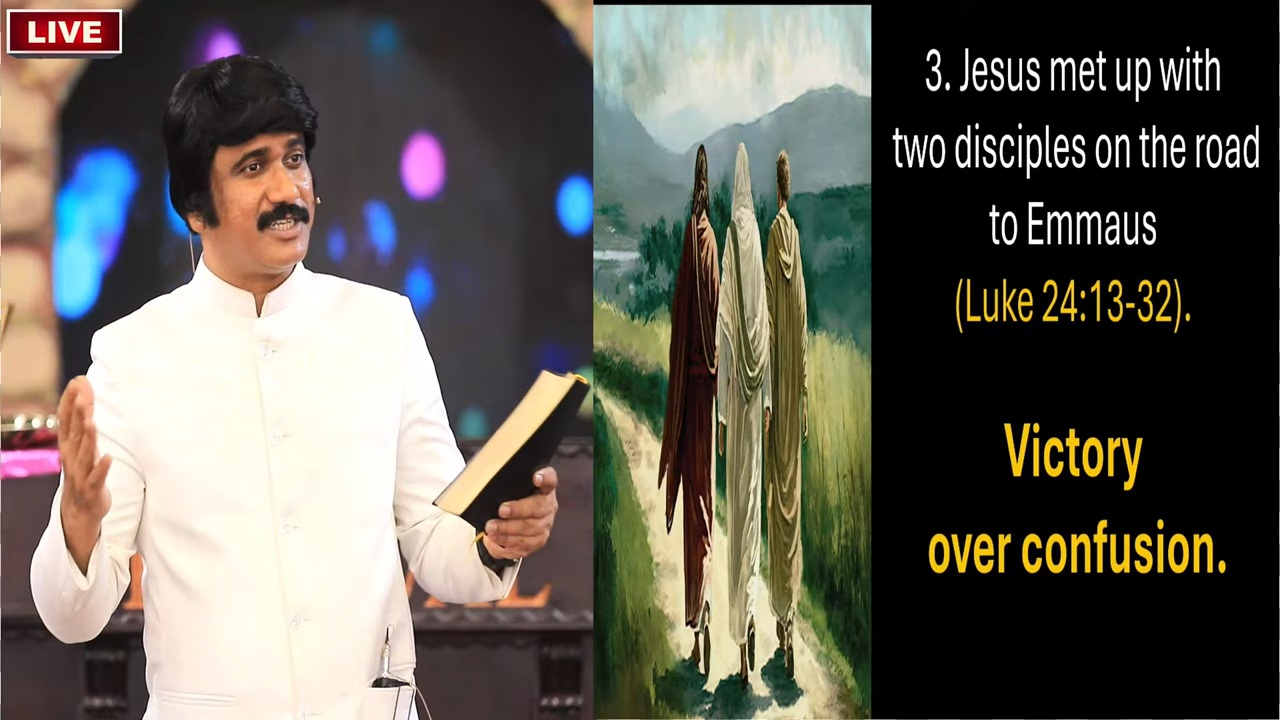 LIVE
3. Jesus met up with
two disciples on the road
to Emmaus
(Luke 24:13-32).
Victory
over confusion.